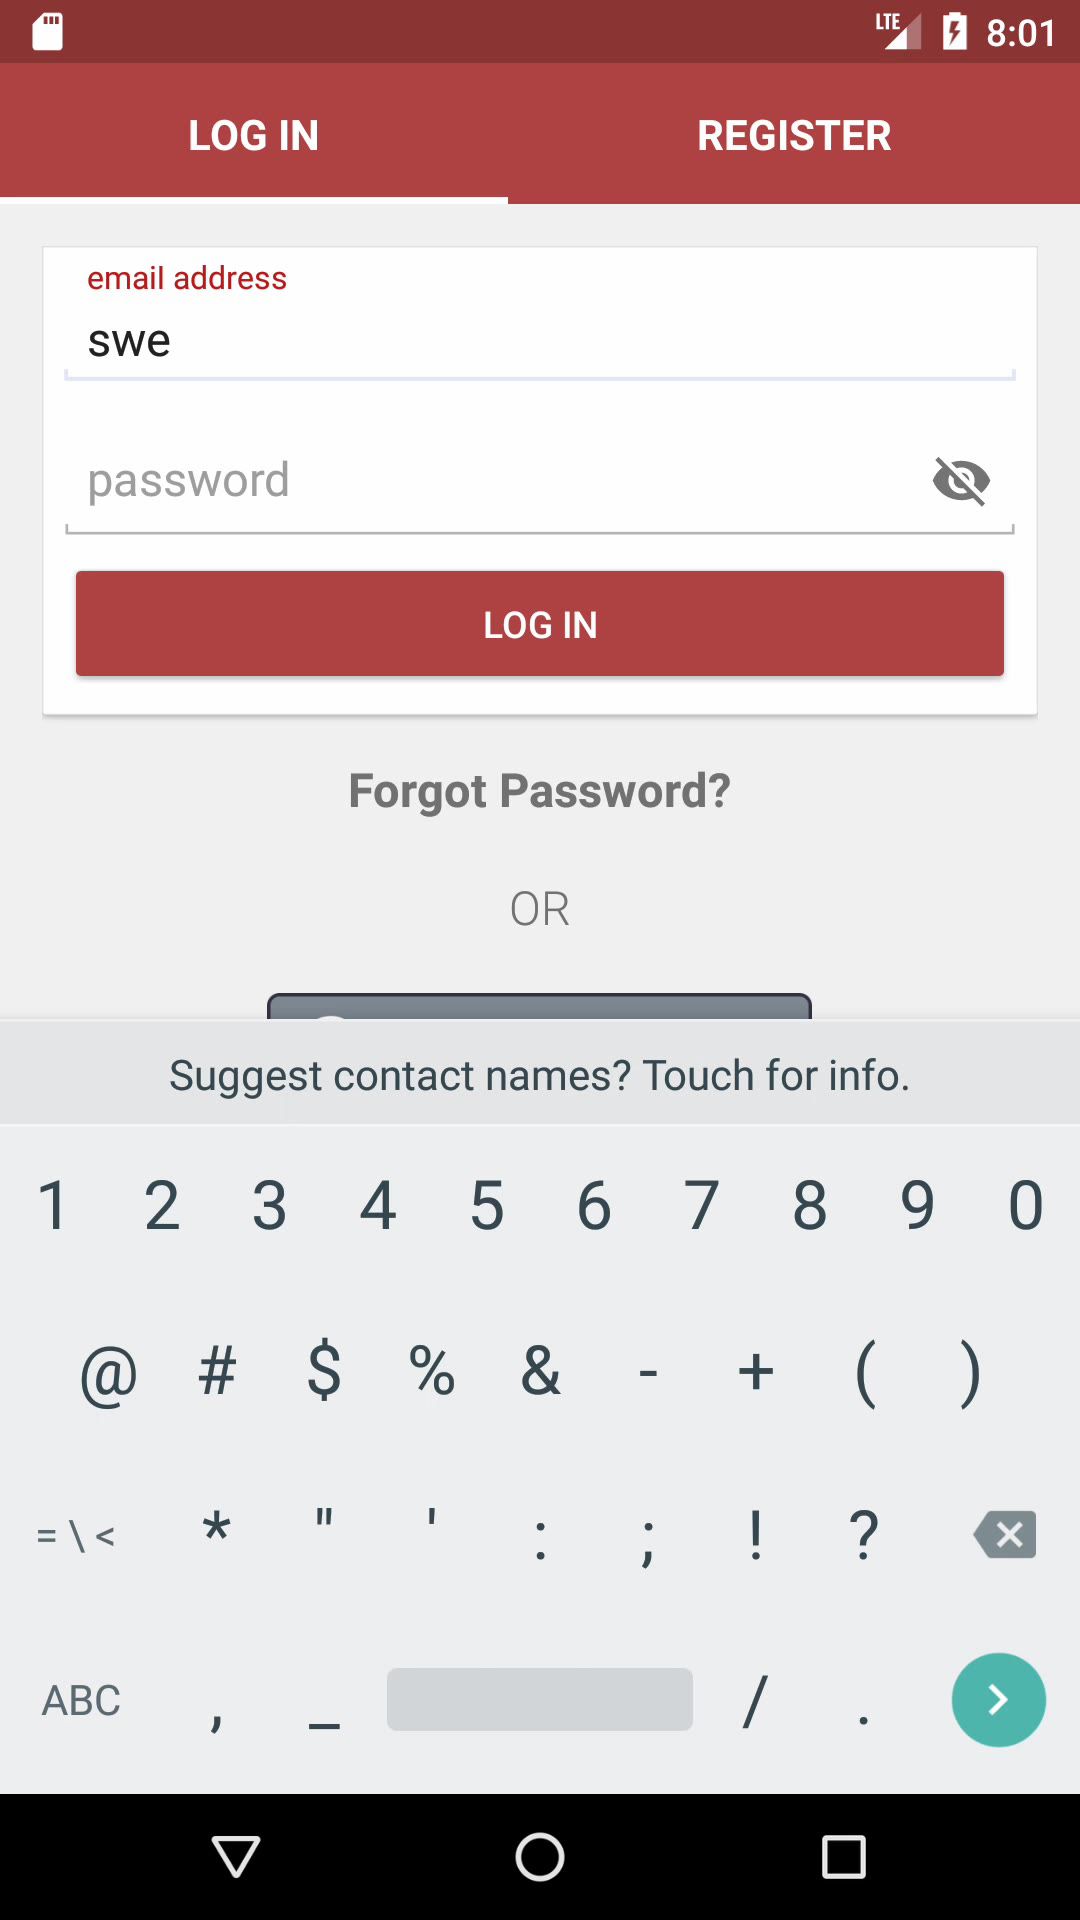 LTE 8:01
LOG IN REGISTER
email address
swe
password
LOG IN
Forgot Password?
OR
Suggest contact names? Touch for info.
1 2 3 4 5 6 7 8 9 0
@ # $ % & - + ( )
= \ < * " ' : ; ! ?
ABC , _ / .